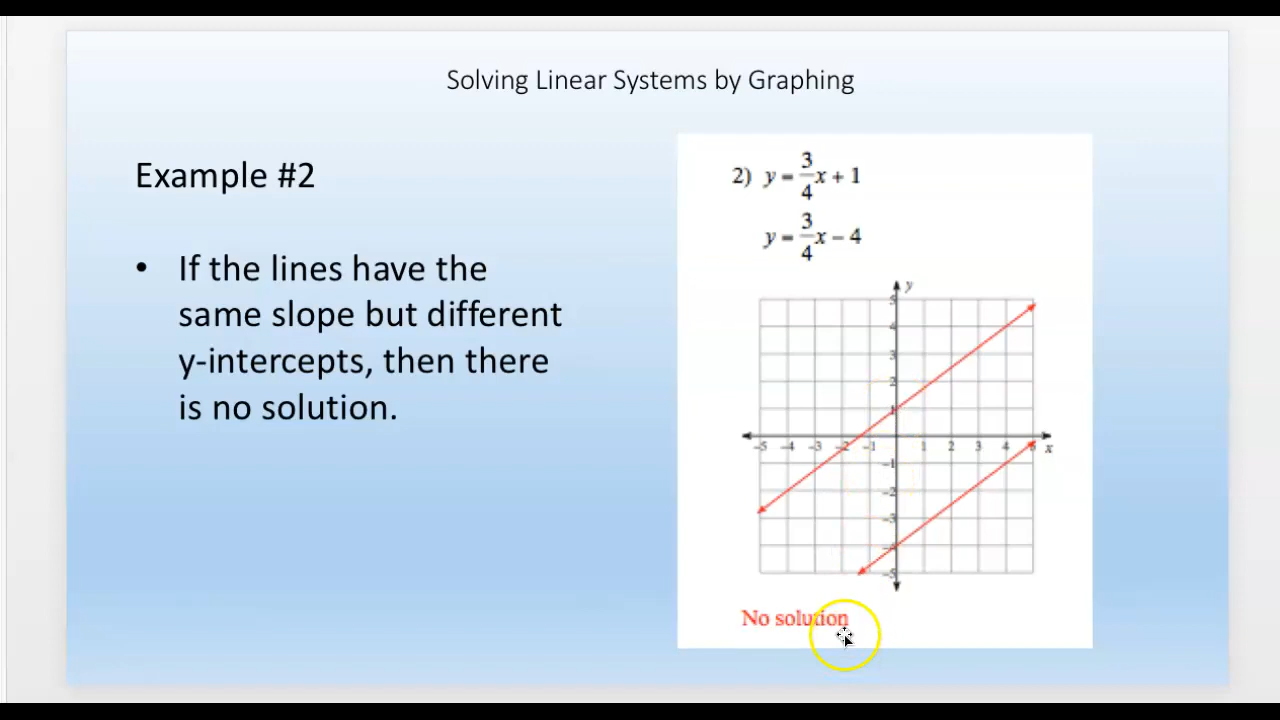 Solving Linear Systems by Graphing
Example #2
• If the lines have the
same slope but different
y-intercepts, then there
is no solution.
2) y = 3/4 x + 1
y = 3/4 x − 4
y
5
4
3
2
1
-5 -4 -3 -2 -1 1 2 3 4 5 x
-1
-2
-3
-4
-5
No solution